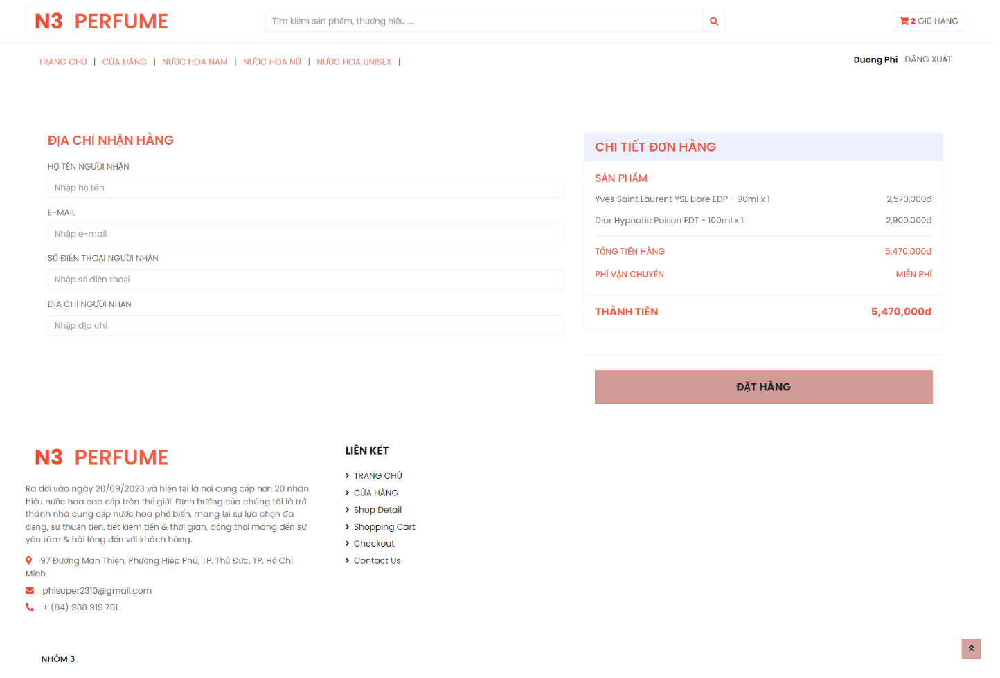 N3 PERFUME
Tìm kiếm sản phẩm, thương hiệu ...
2 GIỎ HÀNG
TRANG CHỦ | CỬA HÀNG | NƯỚC HOA NAM | NƯỚC HOA NỮ | NƯỚC HOA UNISEX |
Duong Phi ĐĂNG XUẤT
ĐỊA CHỈ NHẬN HÀNG
HỌ TÊN NGƯỜI NHẬN
Nhập họ tên
E-MAIL
Nhập e-mail
SỐ ĐIỆN THOẠI NGƯỜI NHẬN
Nhập số điện thoại
ĐỊA CHỈ NGƯỜI NHẬN
Nhập địa chỉ
CHI TIẾT ĐƠN HÀNG
SẢN PHẨM
Yves Saint Laurent YSL Libre EDP - 90ml x 1 2,570,000đ
Dior Hypnotic Poison EDT - 100ml x 1 2,900,000đ
TỔNG TIỀN HÀNG 5,470,000đ
PHÍ VẬN CHUYỂN MIỄN PHÍ
THÀNH TIỀN 5,470,000đ
ĐẶT HÀNG
N3 PERFUME
Ra đời vào ngày 20/09/2023 và hiện tại là nơi cung cấp hơn 20 nhãn
hiệu nước hoa cao cấp trên thế giới. Định hướng của chúng tôi là trở
thành nhà cung cấp nước hoa phổ biến, mang lại sự lựa chọn đa
dạng, sự thuận tiện, tiết kiệm tiền & thời gian, đồng thời mang đến sự
yên tâm & hài lòng đến với khách hàng.
97 Đường Man Thiện, Phường Hiệp Phú, TP. Thủ Đức, TP. Hồ Chí
Minh
phisuper2310@gmail.com
+ (84) 988 919 701
LIÊN KẾT
TRANG CHỦ
CỬA HÀNG
Shop Detail
Shopping Cart
Checkout
Contact Us
NHÓM 3